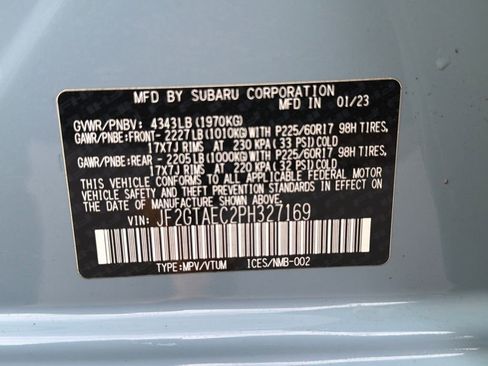 MFD BY SUBARU CORPORATION 01/23
GVWR/PNBV: 4343LB (1970KG)
GAWR/PNBE:FRONT- 2227LB(1010KG)WITH P225/60R17 98H TIRES,
17X7J RIMS AT 230 KPA(33 PSI)COLD
GAWR/PNBE:REAR - 2205LB(1000KG)WITH P225/60R17 98H TIRES,
17X7J RIMS AT 220 KPA(32 PSI)COLD
THIS VEHICLE CONFORMS TO ALL APPLICABLE FEDERAL MOTOR
VEHICLE SAFETY, BUMPER, AND THEFT PREVENTION STANDARDS
IN EFFECT ON THE DATE OF MANUFACTURE SHOWN ABOVE.
VIN: JF2GTAEC2PH327169
TYPE:MPV/VTUM ICES/NMB-002